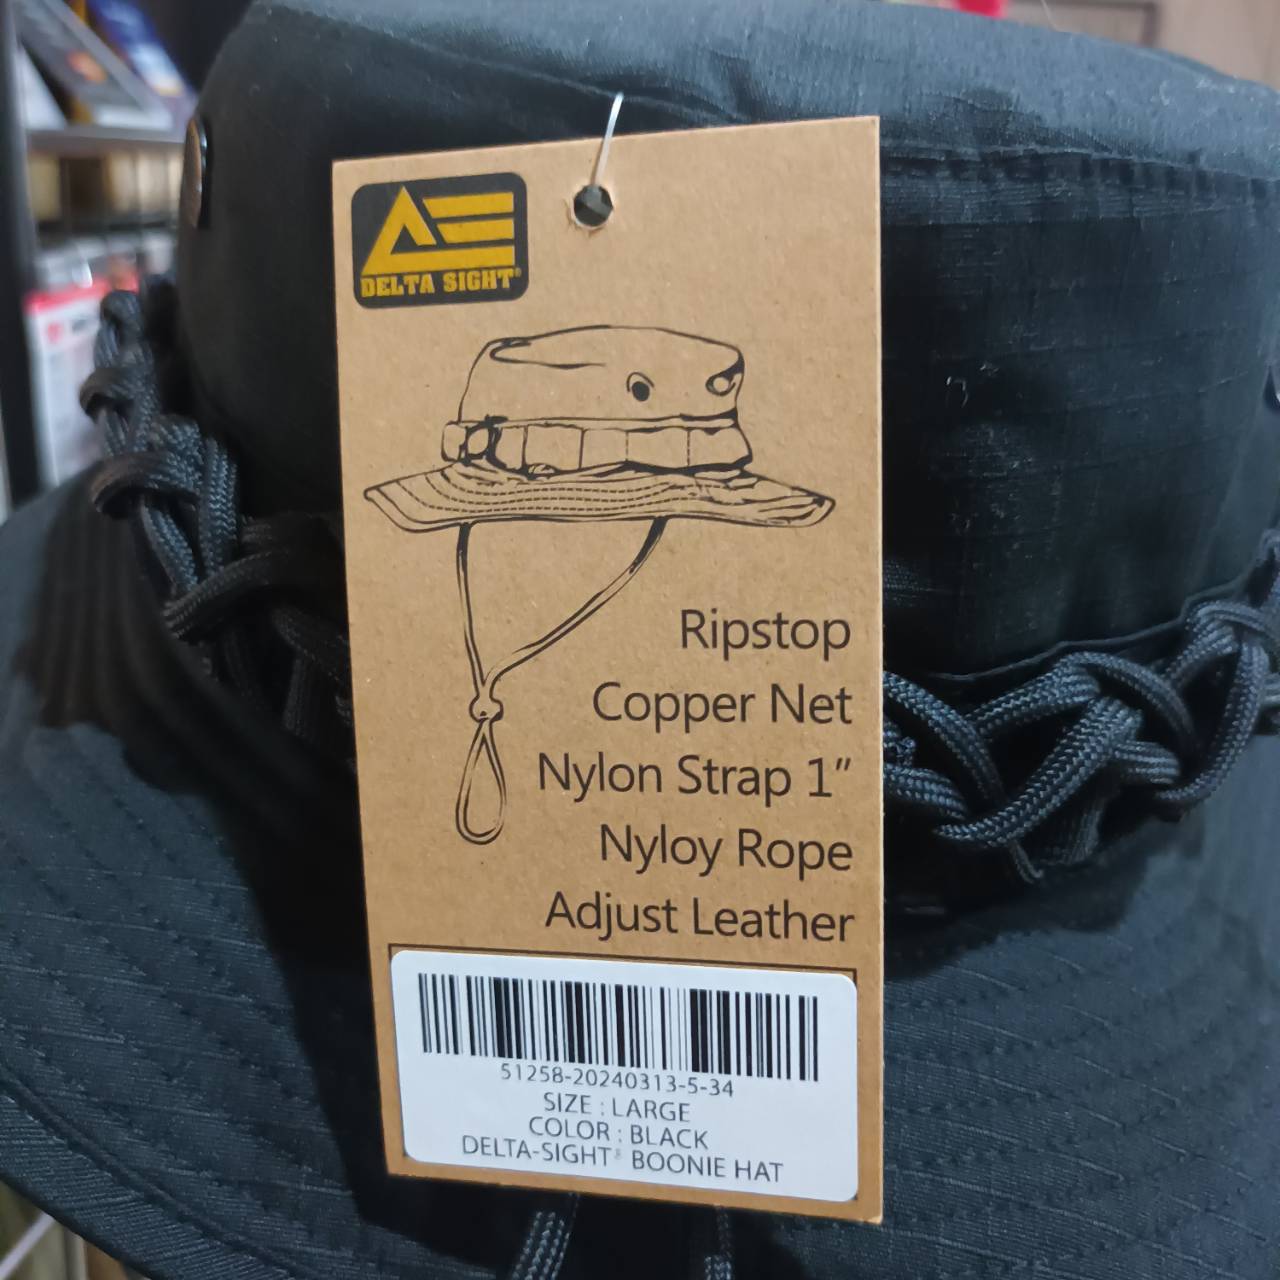 DELTA SIGHT®
Ripstop
Copper Net
Nylon Strap 1”
Nyloy Rope
Adjust Leather
51258-20240313-5-34
SIZE : LARGE
COLOR : BLACK
DELTA-SIGHT® BOONIE HAT